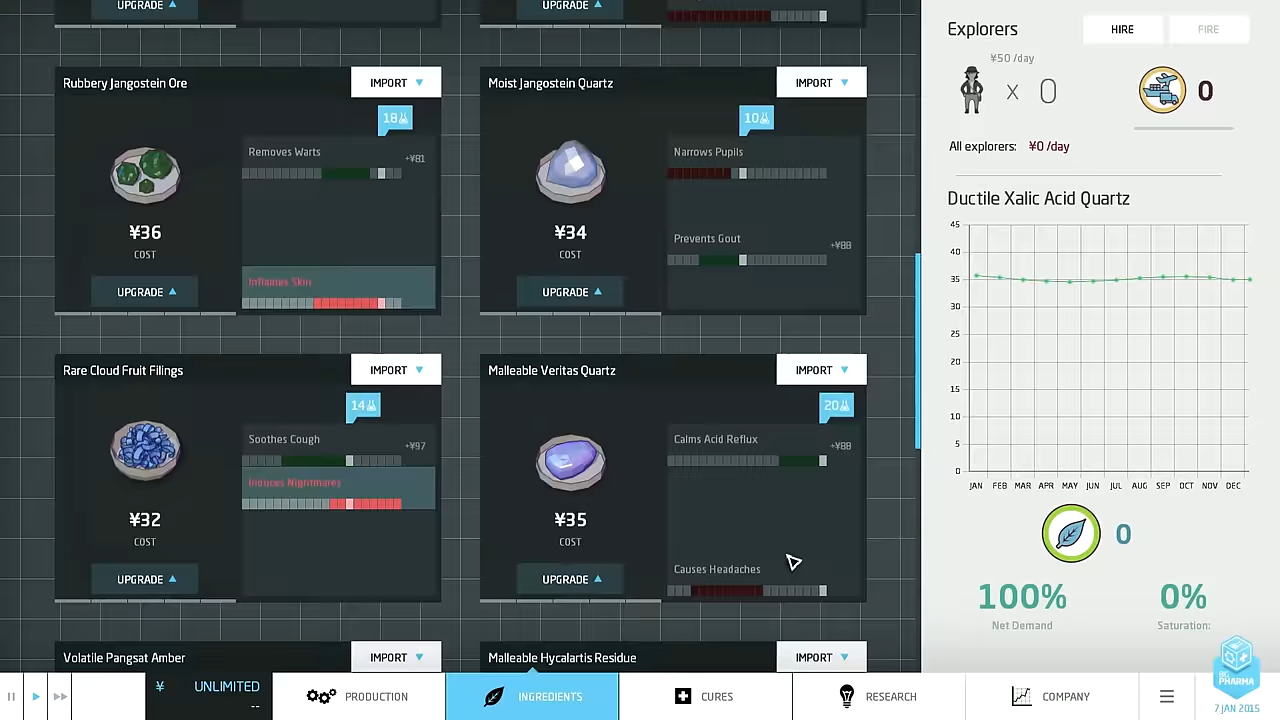 UPGRADE
UPGRADE
Rubbery Jangostein Ore
IMPORT
18
Removes Warts
+¥81
¥36
COST
UPGRADE
Inflames Skin
Moist Jangostein Quartz
IMPORT
10
Narrows Pupils
Prevents Gout
+¥88
¥34
COST
UPGRADE
Rare Cloud Fruit Filings
IMPORT
14
Soothes Cough
+¥97
Induces Nightmares
¥32
COST
UPGRADE
Malleable Veritas Quartz
IMPORT
20
Calms Acid Reflux
+¥88
¥35
COST
UPGRADE
Causes Headaches
Volatile Pangsat Amber
IMPORT
Malleable Hycalartis Residue
IMPORT
Explorers
HIRE
FIRE
¥50 /day
X 0
0
All explorers: ¥0 /day
Ductile Xalic Acid Quartz
45
40
35
30
25
20
15
10
5
0
JAN FEB MAR APR MAY JUN JUL AUG SEP OCT NOV DEC
0
100%
Net Demand
0%
Saturation:
¥ UNLIMITED
--
PRODUCTION
INGREDIENTS
CURES
RESEARCH
COMPANY
BIG PHARMA
7 JAN 2015